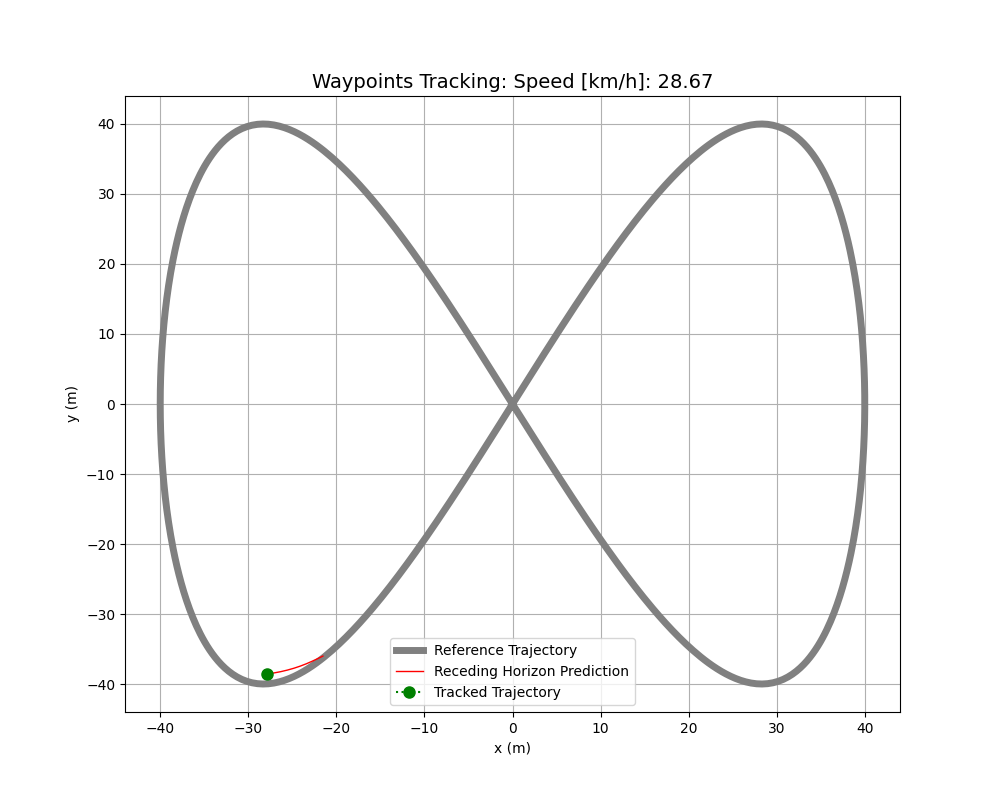 Waypoints Tracking: Speed [km/h]: 28.67
40
30
20
10
0
−10
−20
−30
−40
y (m)
Reference Trajectory
Receding Horizon Prediction
Tracked Trajectory
−40 −30 −20 −10 0 10 20 30 40
x (m)